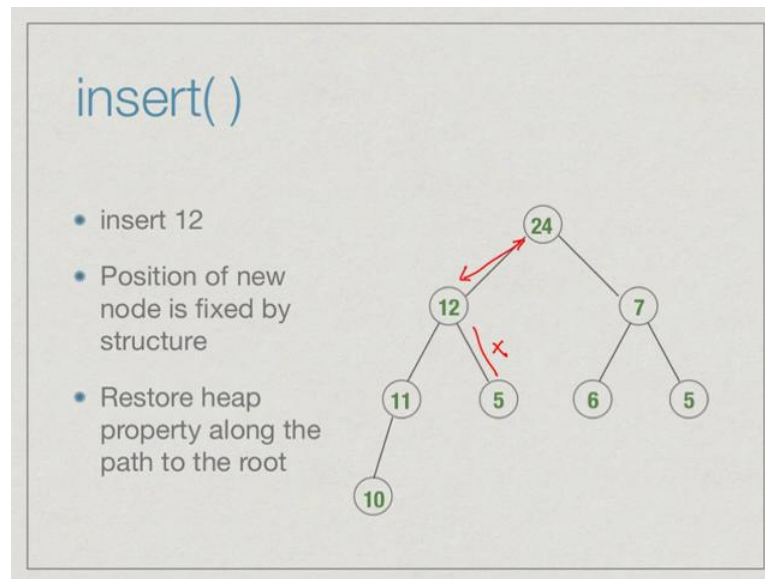 insert( )
insert 12
Position of new
node is fixed by
structure
Restore heap
property along the
path to the root
24
12
7
11
5
6
5
10
x